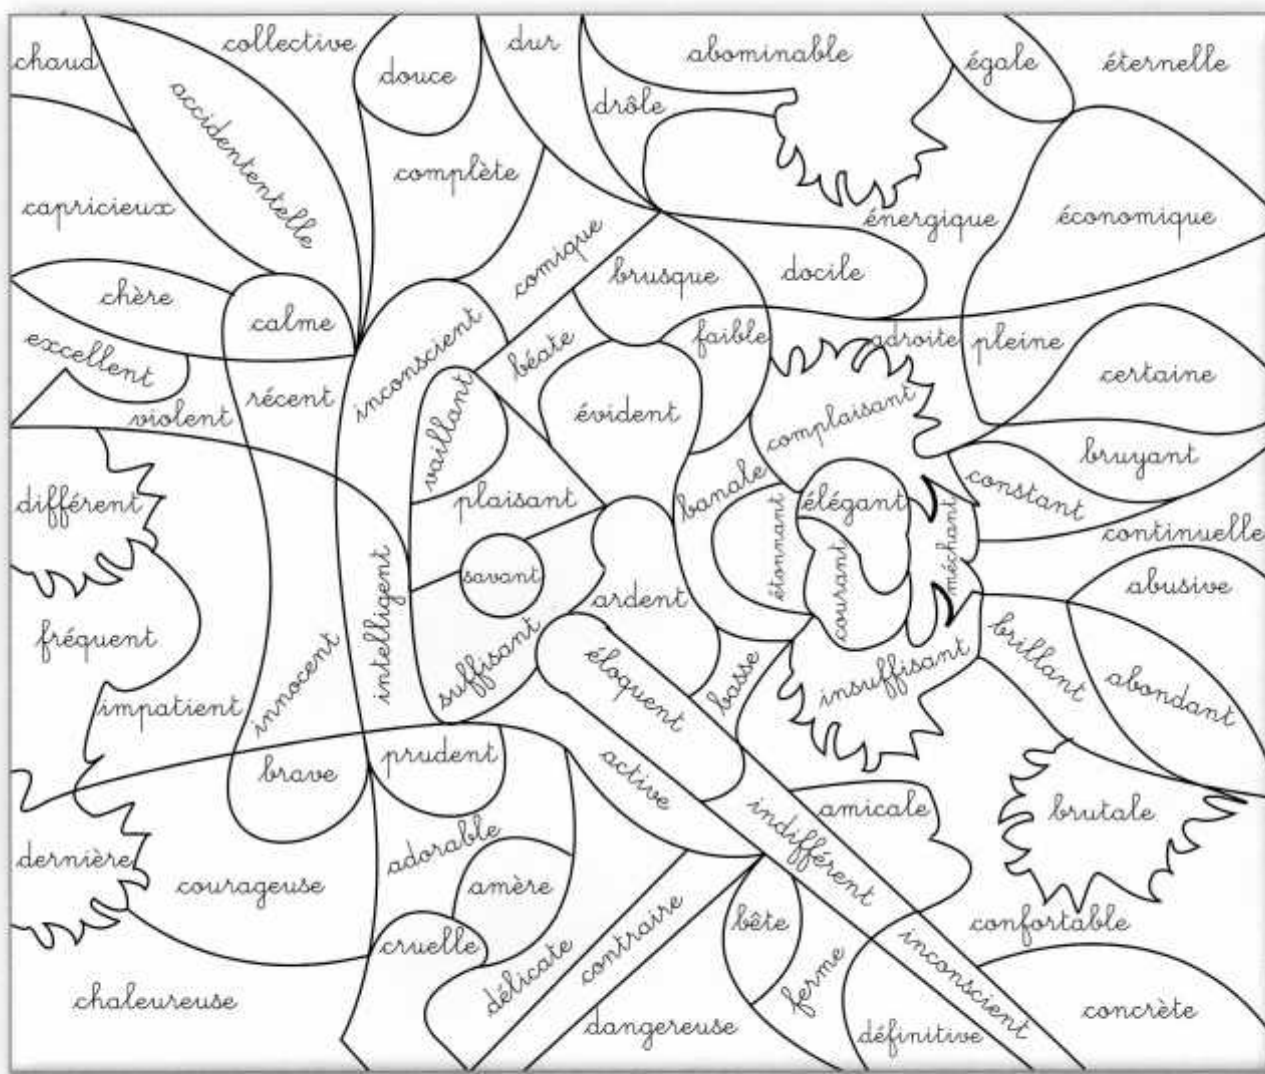 chaud
collective
douce
dur
abominable
égale
éternelle
drôle
accidententelle
complète
capricieux
énergique
économique
comique
brusque
docile
chère
calme
inconscient
béate
faible
adroite
pleine
excellent
certaine
récent
vaillant
évident
complaisant
violent
bruyant
différent
plaisant
banale
élégant
constant
étonnant
méchant
continuelle
savant
courant
abusive
ardent
intelligent
fréquent
suffisant
éloquent
basse
insuffisant
brillant
abondant
impatient
innocent
brave
prudent
active
indifférent
amicale
brutale
dernière
adorable
courageuse
amère
contraire
bête
confortable
cruelle
délicate
ferme
inconscient
chaleureuse
dangereuse
définitive
concrète